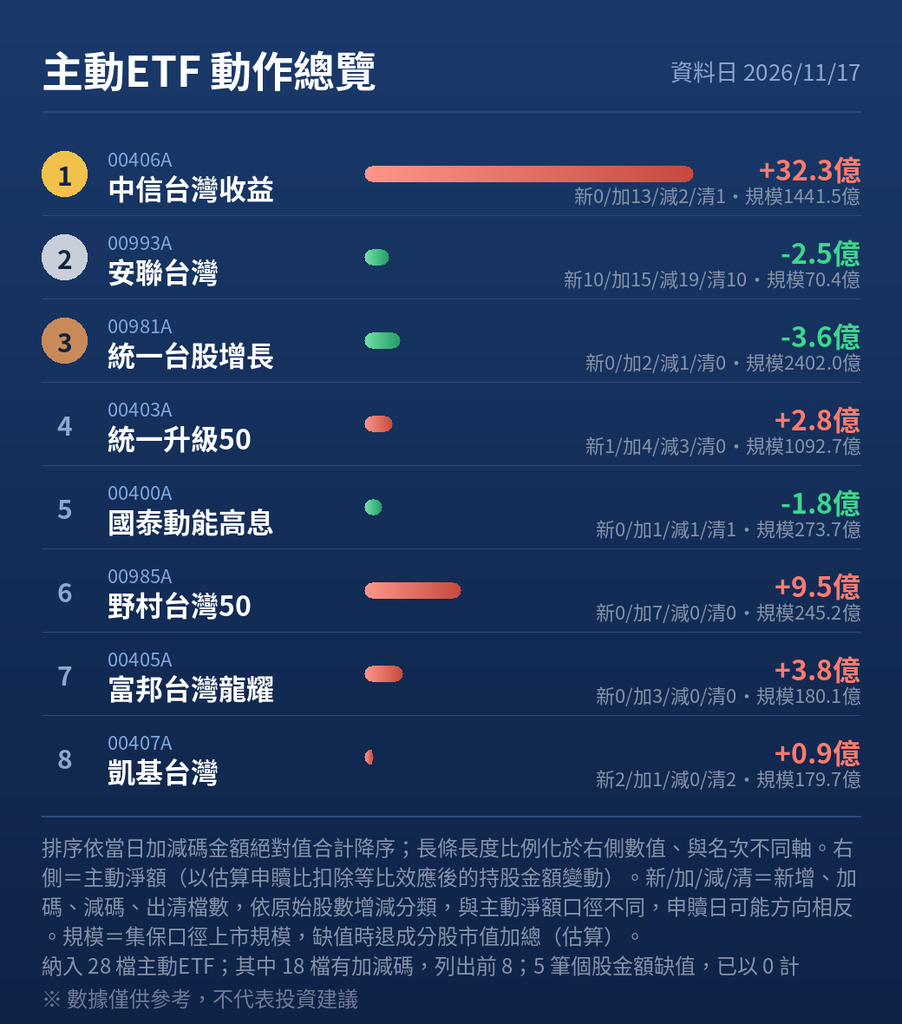 主動ETF 動作總覽
資料日 2026/11/17
1
00406A
中信台灣收益
+32.3億
新0/加13/減2/清1・規模1441.5億
2
00993A
安聯台灣
-2.5億
新10/加15/減19/清10・規模70.4億
3
00981A
統一台股增長
-3.6億
新0/加2/減1/清0・規模2402.0億
4
00403A
統一升級50
+2.8億
新1/加4/減3/清0・規模1092.7億
5
00400A
國泰動能高息
-1.8億
新0/加1/減1/清1・規模273.7億
6
00985A
野村台灣50
+9.5億
新0/加7/減0/清0・規模245.2億
7
00405A
富邦台灣龍耀
+3.8億
新0/加3/減0/清0・規模180.1億
8
00407A
凱基台灣
+0.9億
新2/加1/減0/清2・規模179.7億
排序依當日加減碼金額絕對值合計降序；長條長度比例化於右側數值、與名次不同軸。右
側＝主動淨額（以估算申贖比扣除等比效應後的持股金額變動）。新/加/減/清＝新增、加
碼、減碼、出清檔數，依原始股數增減分類，與主動淨額口徑不同，申贖日可能方向相反
。規模＝集保口徑上市規模，缺值時退成分股市值加總（估算）。
納入 28 檔主動ETF；其中 18 檔有加減碼，列出前 8；5 筆個股金額缺值，已以 0 計
※ 數據僅供參考，不代表投資建議